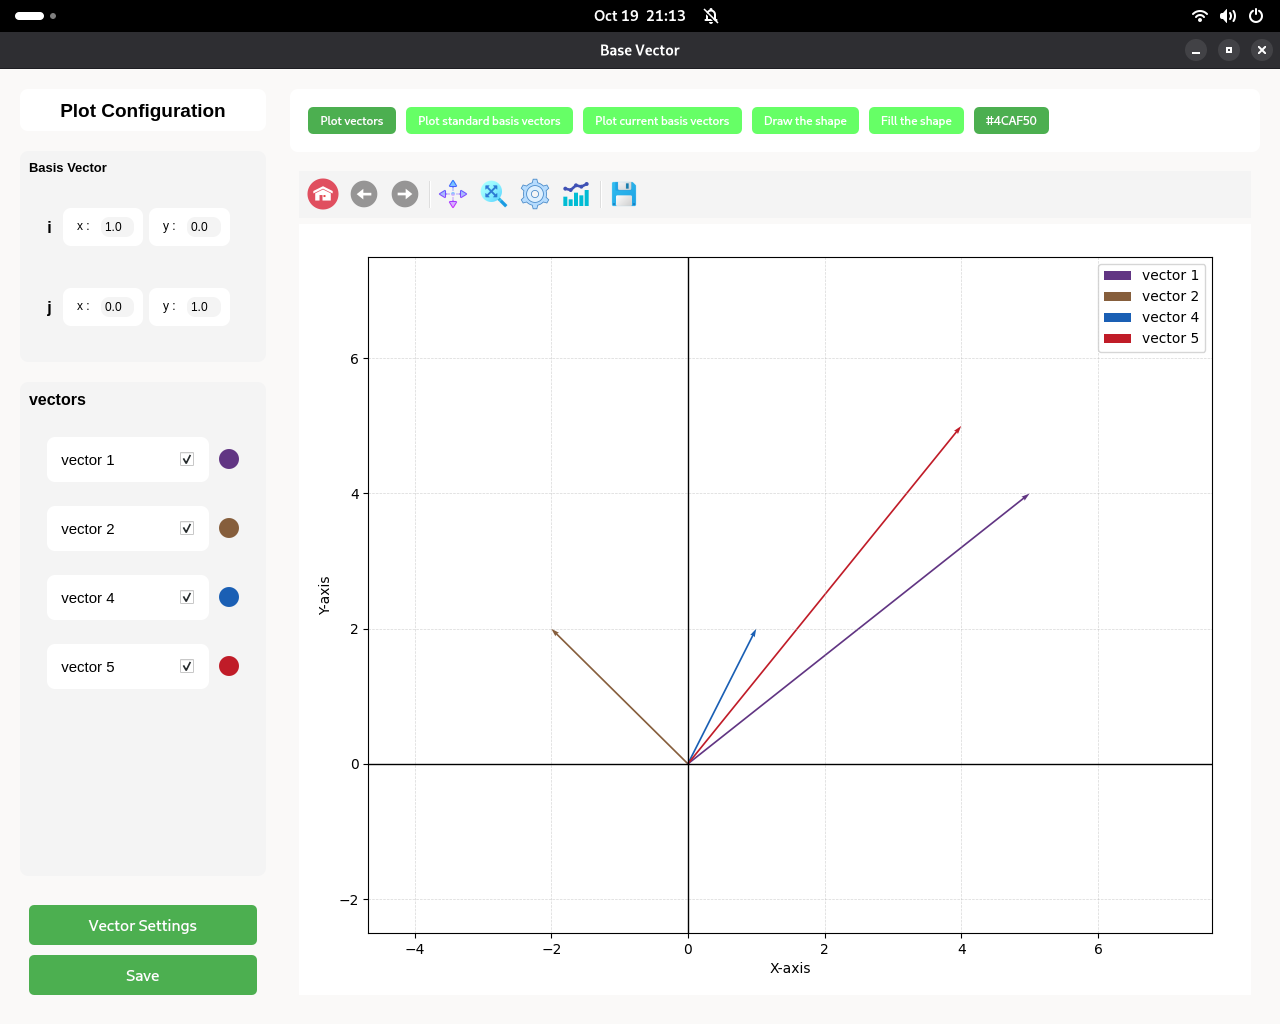 Oct 19 21:13
Base Vector
Plot Configuration
Plot vectors
Plot standard basis vectors
Plot current basis vectors
Draw the shape
Fill the shape
#4CAF50
Basis Vector
i x : 1.0 y : 0.0
j x : 0.0 y : 1.0
vectors
vector 1
vector 2
vector 4
vector 5
Vector Settings
Save
vector 1
vector 2
vector 4
vector 5
Y-axis
6
4
2
0
−2
−4 −2 0 2 4 6
X-axis